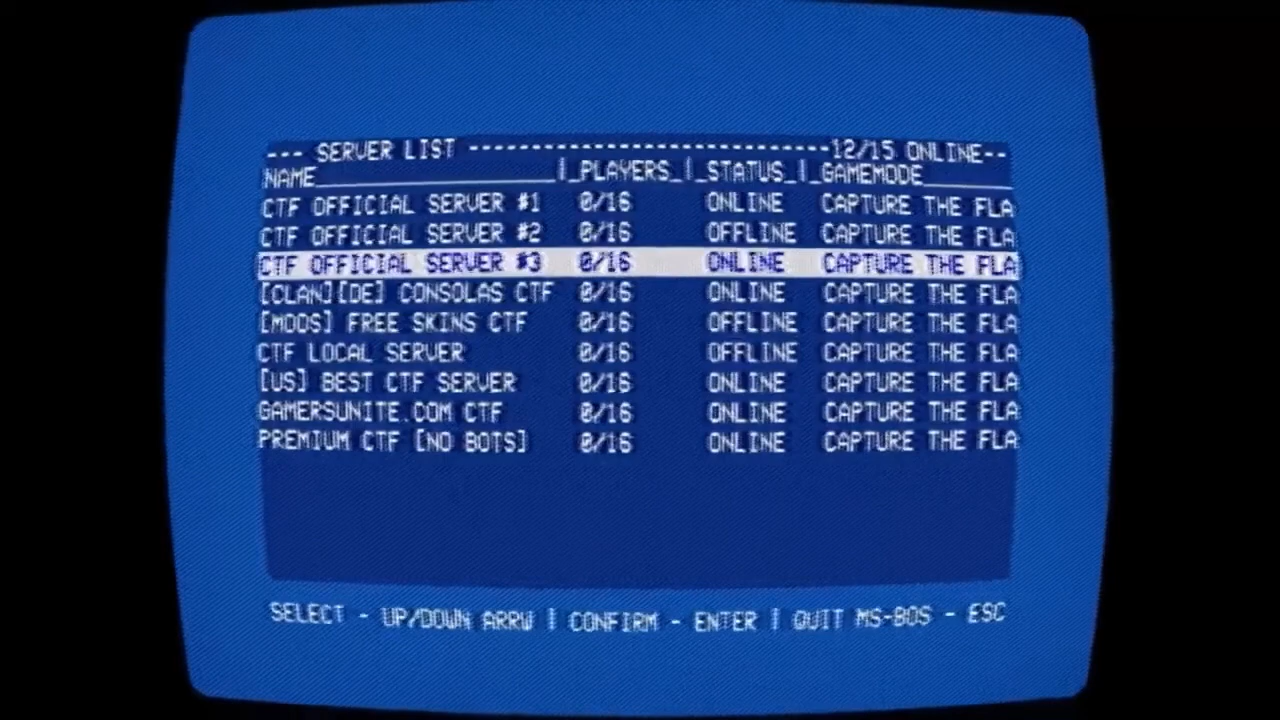 --- SERVER LIST ----------------------------12/15 ONLINE--
NAME______________________|_PLAYERS_|_STATUS_|_GAMEMODE________
CTF OFFICIAL SERVER #1 0/16 ONLINE CAPTURE THE FLA
CTF OFFICIAL SERVER #2 0/16 OFFLINE CAPTURE THE FLA
CTF OFFICIAL SERVER #3 0/16 ONLINE CAPTURE THE FLA
[CLAN][DE] CONSOLAS CTF 0/16 ONLINE CAPTURE THE FLA
[MODS] FREE SKINS CTF 0/16 OFFLINE CAPTURE THE FLA
CTF LOCAL SERVER 0/16 OFFLINE CAPTURE THE FLA
[US] BEST CTF SERVER 0/16 ONLINE CAPTURE THE FLA
GAMERSUNITE.COM CTF 0/16 ONLINE CAPTURE THE FLA
PREMIUM CTF [NO BOTS] 0/16 ONLINE CAPTURE THE FLA
SELECT - UP/DOWN ARRW | CONFIRM - ENTER | QUIT MS-BOS - ESC